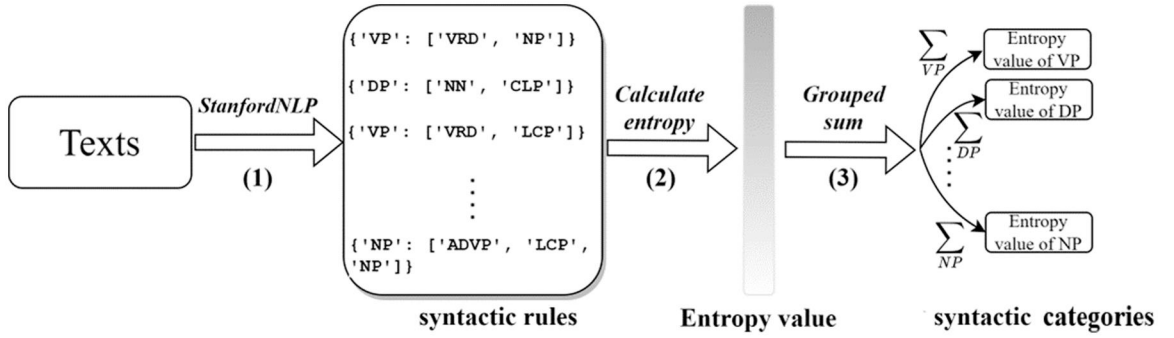 Texts
StanfordNLP
(1)
{'VP': ['VRD', 'NP']}
{'DP': ['NN', 'CLP']}
{'VP': ['VRD', 'LCP']}
{'NP': ['ADVP', 'LCP',
'NP']}
syntactic rules
Calculate
entropy
(2)
Entropy value
Grouped
sum
(3)
∑
VP
Entropy
value of VP
∑
DP
Entropy
value of DP
∑
NP
Entropy
value of NP
syntactic categories